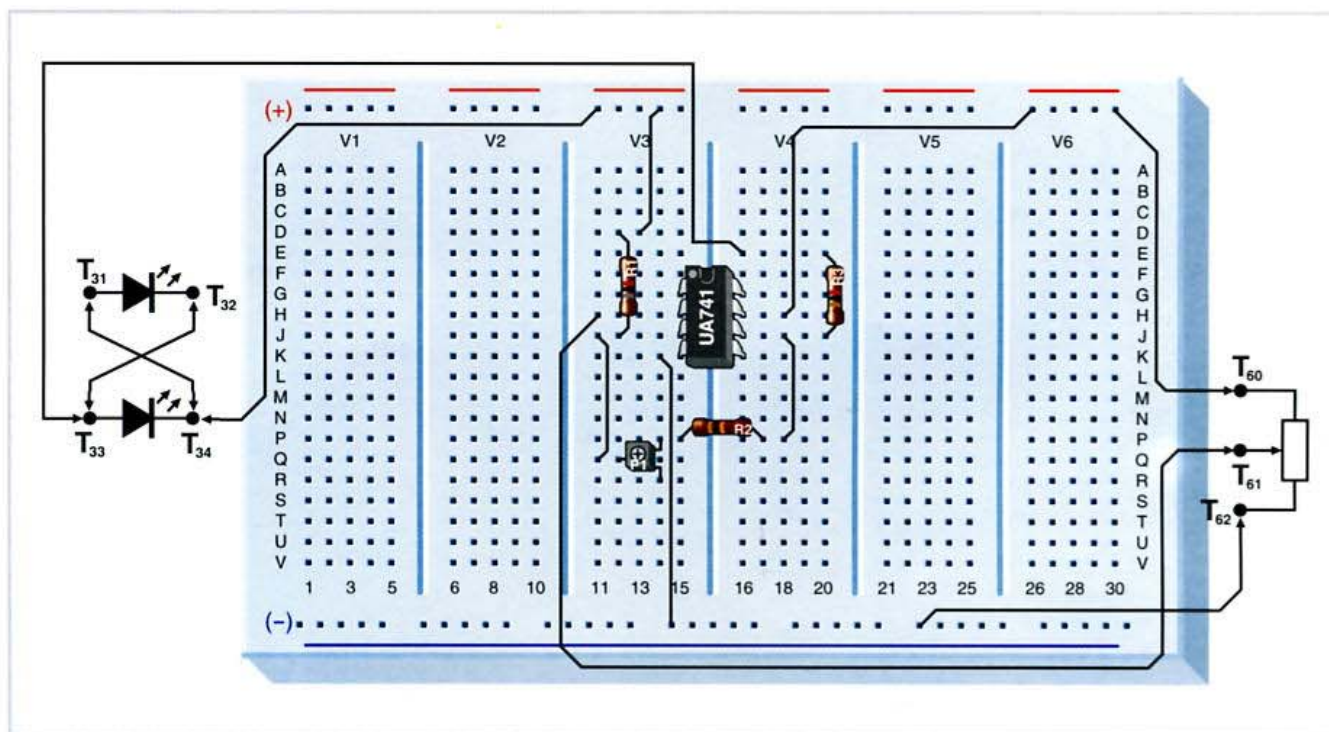 (+)
V1 V2 V3 V4 V5 V6
A A
B B
C C
D D
E E
F F
G G
H H
J J
K K
L L
M M
N N
P P
Q Q
R R
S S
T T
U U
V V
1 3 5 6 8 10 11 13 15 16 18 20 21 23 25 26 28 30
(-)
T31
T32
T33
T34
R1
UA741
R3
R2
P1
T60
T61
T62